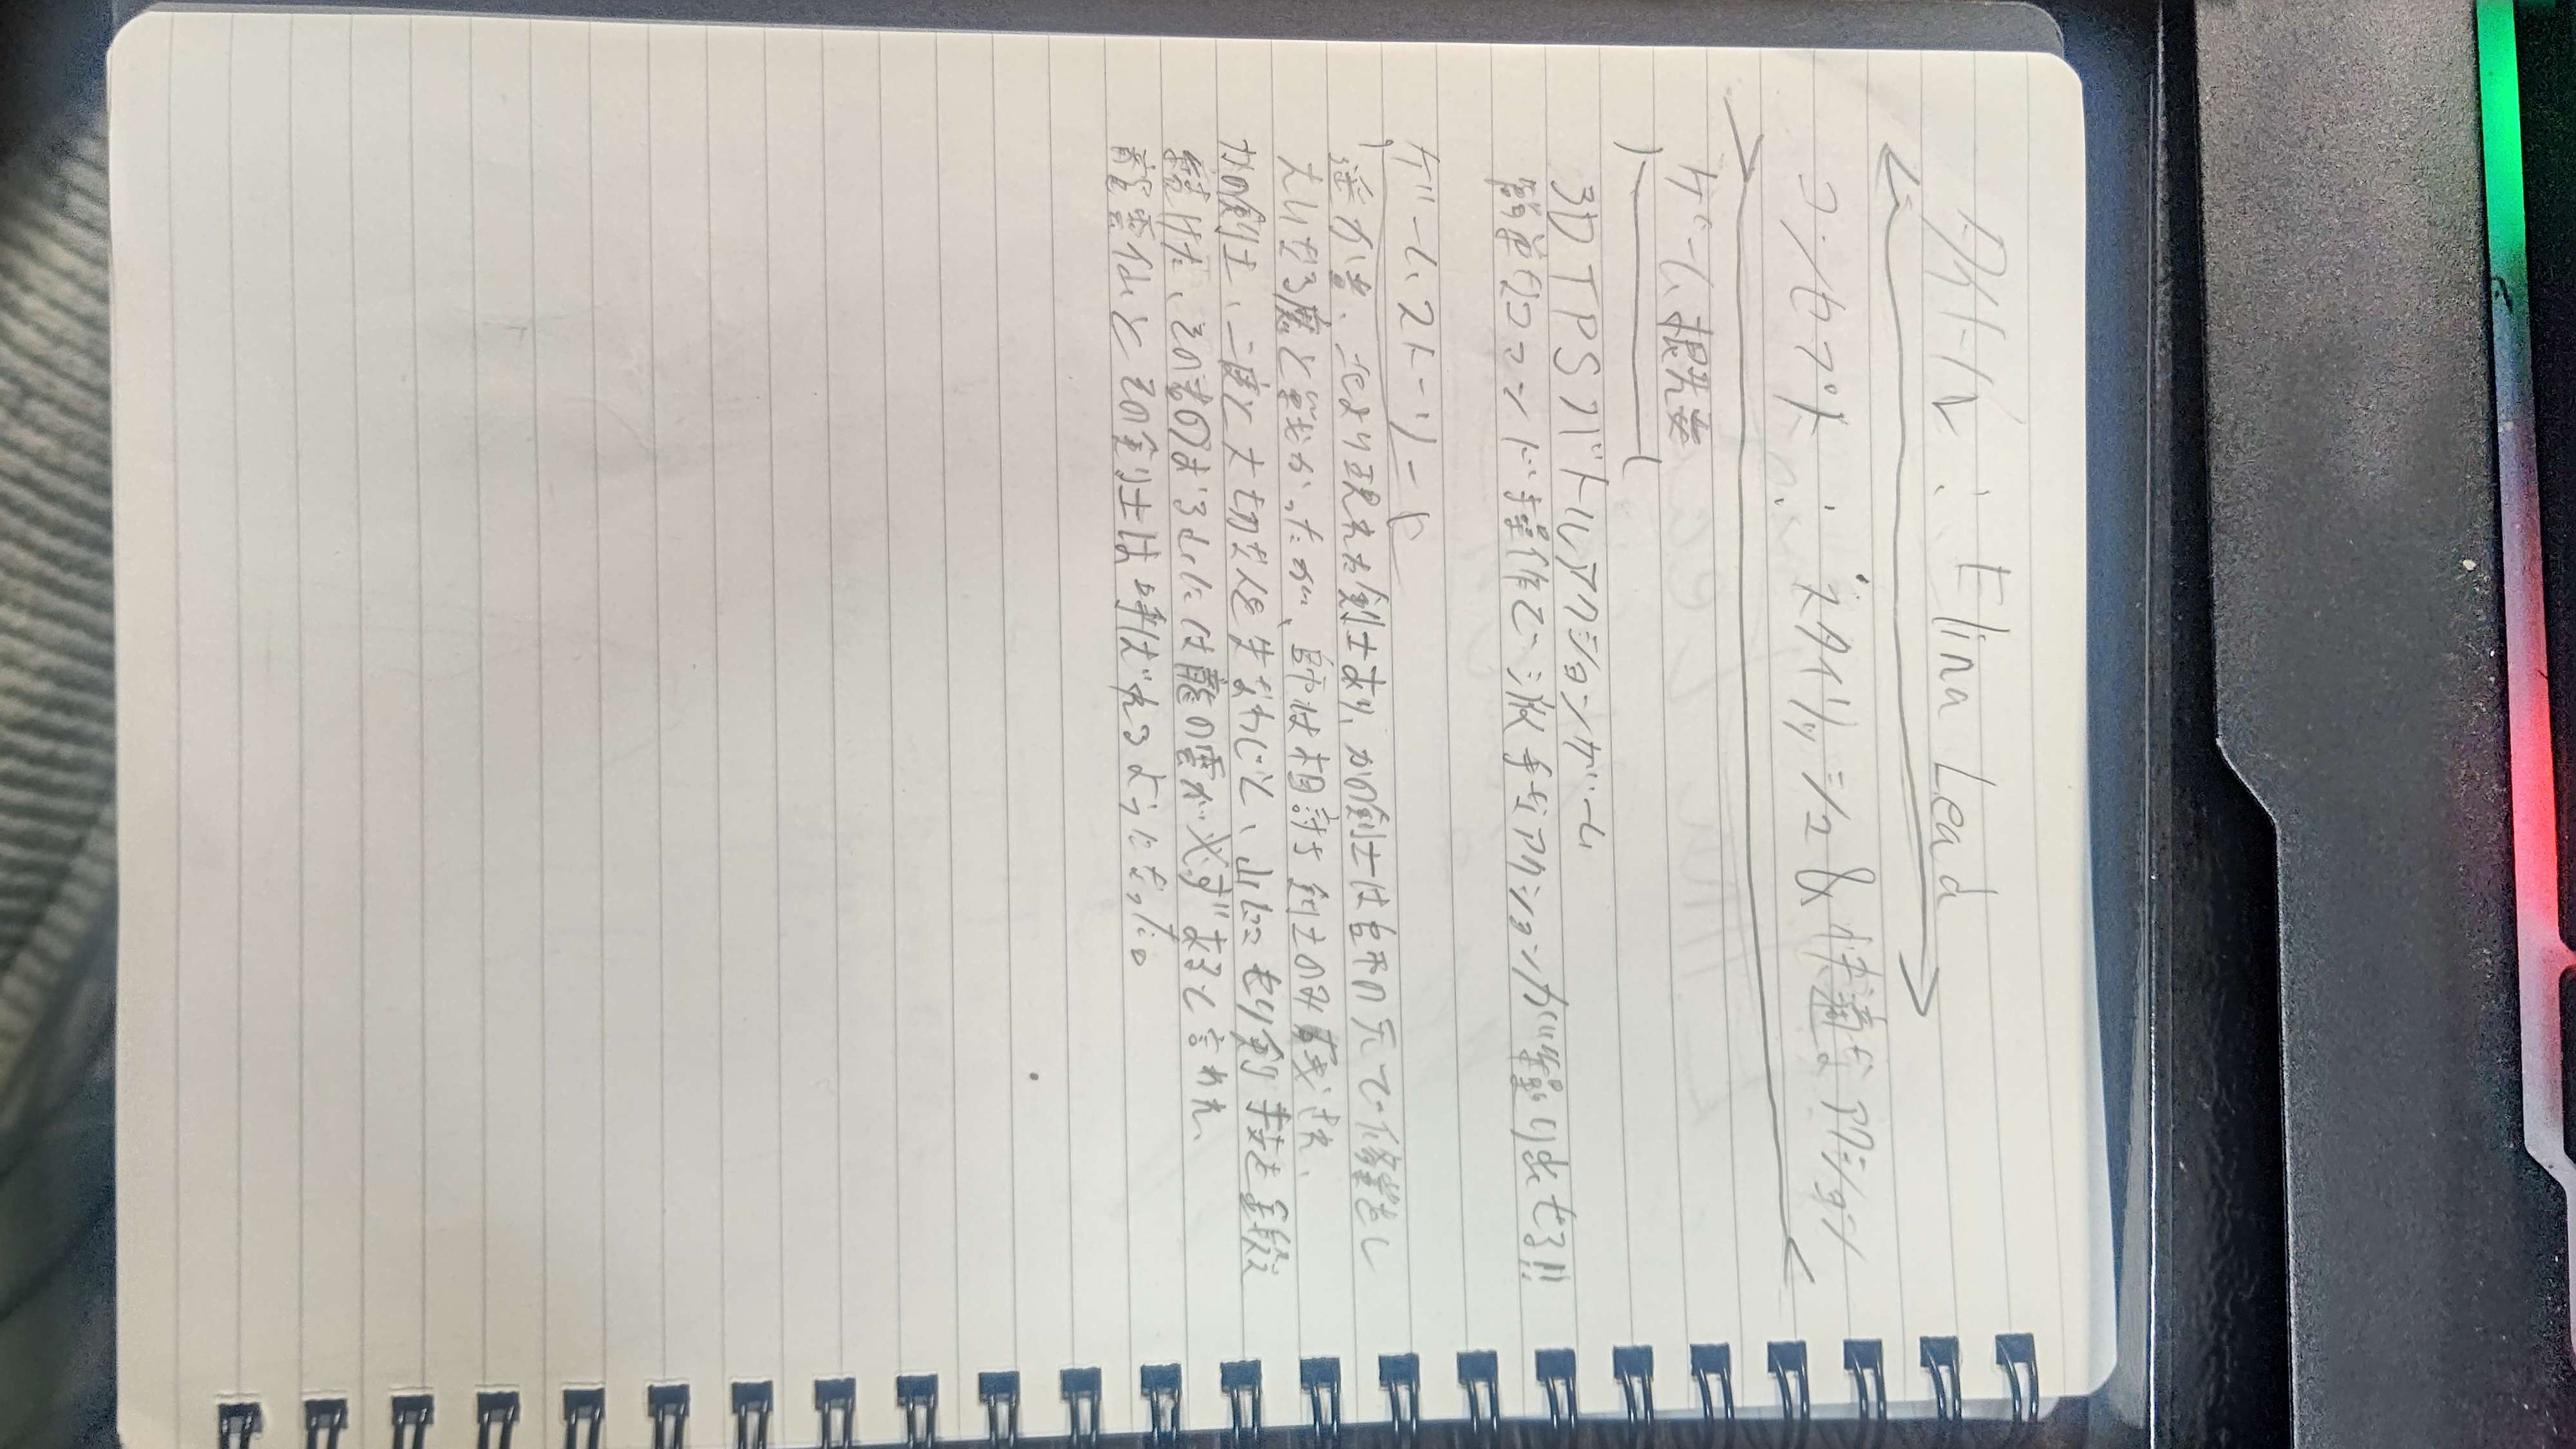 タイトル : Elina Lead
コンセプト : スタイリッシュ & 快適なアクション
ゲーム概要
3D TPSバトルアクションゲーム
簡単なコマンド操作で派手なアクションが繰り出せる!!
ゲームストーリー
遥か昔、北より現れた剣士あり、かの剣士は師の元で修業をし
大いなる魔と戦かったが、師は相討ち剣士のみ残され、
かの剣士、二度と大切な人を失なわじと、山にこもり剣技を鍛え
続けた、その者のおる山には龍の雲が必ずあると言われ、
龍雲仙とその剣士は呼ばれるようになった。